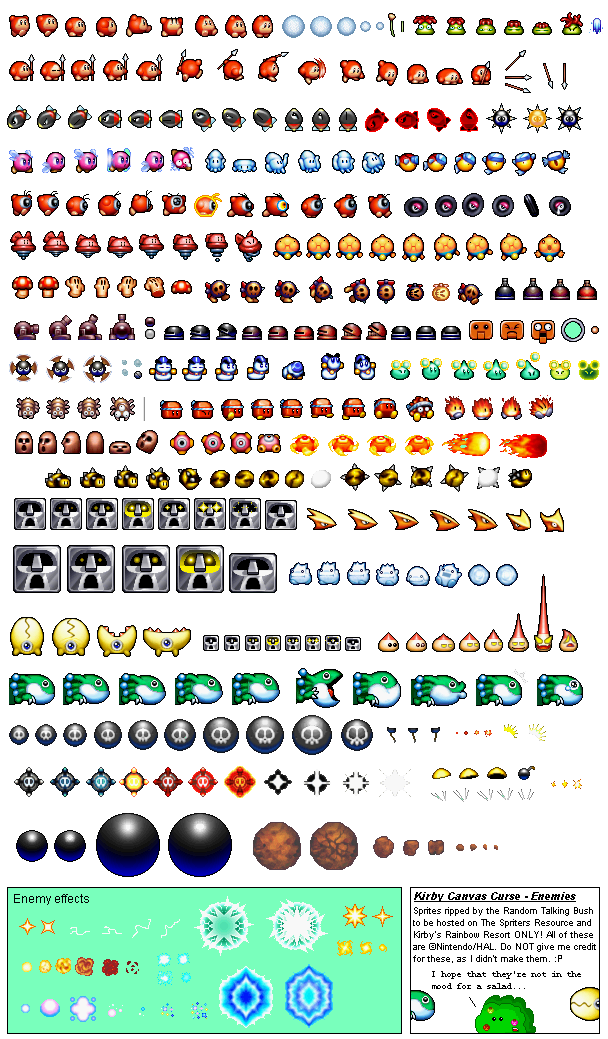 Enemy effects
Kirby Canvas Curse - Enemies
Sprites ripped by the Random Talking Bush
to be hosted on The Spriters Resource and
Kirby's Rainbow Resort ONLY! All of these
are ©Nintendo/HAL. Do NOT give me credit
for these, as I didn't make them. :P
I hope that they're not in the
mood for a salad...